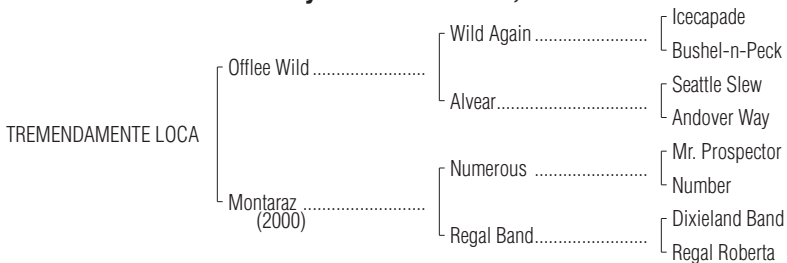 Icecapade
Wild Again ..........................
Bushel-n-Peck
Offlee Wild ..........................
Seattle Slew
Alvear..................................
Andover Way
TREMENDAMENTE LOCA
Mr. Prospector
Numerous ..........................
Number
Montaraz ............................
(2000)
Dixieland Band
Regal Band..........................
Regal Roberta